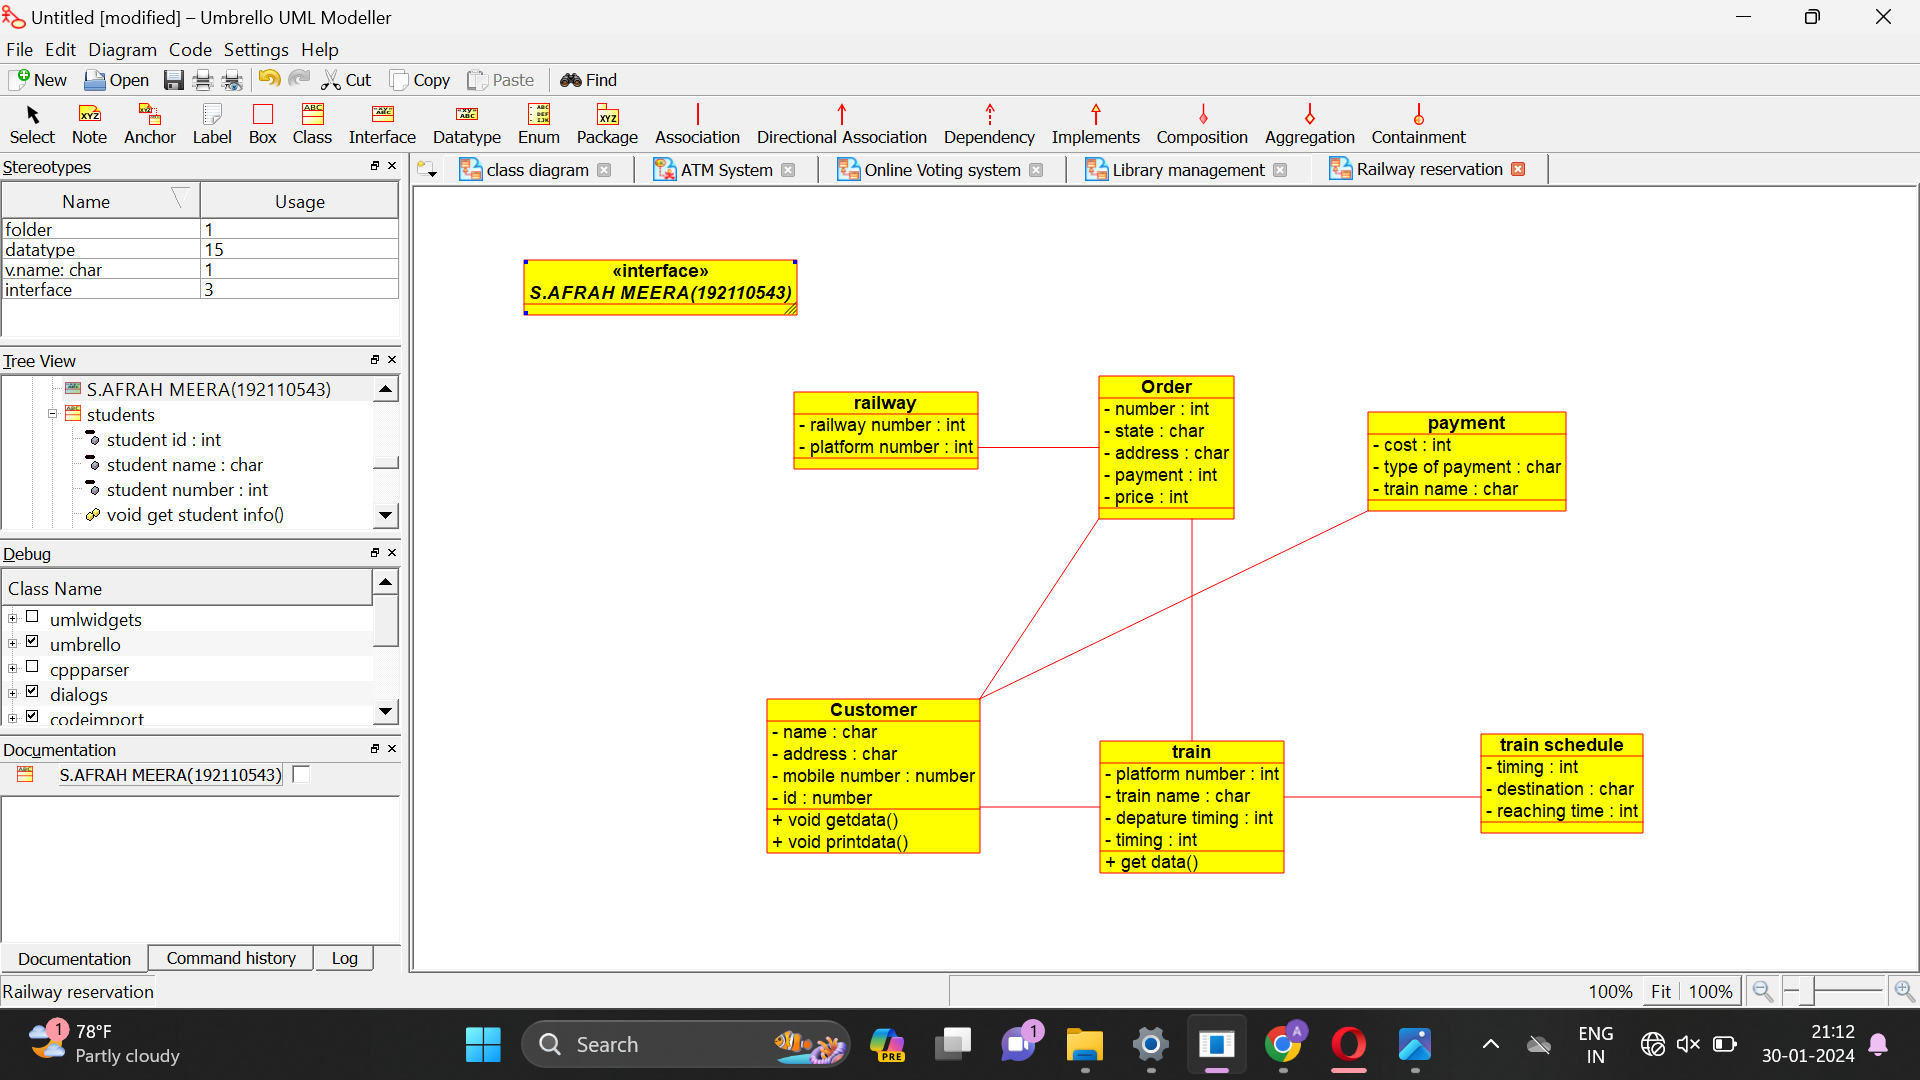 Untitled [modified] – Umbrello UML Modeller
File Edit Diagram Code Settings Help
New Open Cut Copy Paste Find
Select Note Anchor Label Box Class Interface Datatype Enum Package Association Directional Association Dependency Implements Composition Aggregation Containment
Stereotypes
class diagram ATM System Online Voting system Library management Railway reservation
Name Usage
folder 1
datatype 15
v.name: char 1
interface 3
Tree View
S.AFRAH MEERA(192110543)
students
student id : int
student name : char
student number : int
void get student info()
Debug
Class Name
umlwidgets
umbrello
cppparser
dialogs
codeimport
Documentation
S.AFRAH MEERA(192110543)
Documentation Command history Log
«interface»
S.AFRAH MEERA(192110543)
railway
- railway number : int
- platform number : int
Order
- number : int
- state : char
- address : char
- payment : int
- price : int
payment
- cost : int
- type of payment : char
- train name : char
Customer
- name : char
- address : char
- mobile number : number
- id : number
+ void getdata()
+ void printdata()
train
- platform number : int
- train name : char
- depature timing : int
- timing : int
+ get data()
train schedule
- timing : int
- destination : char
- reaching time : int
Railway reservation
100% Fit 100%
1
78°F
Partly cloudy
Search
PRE
1
A
ENG
IN
21:12
30-01-2024